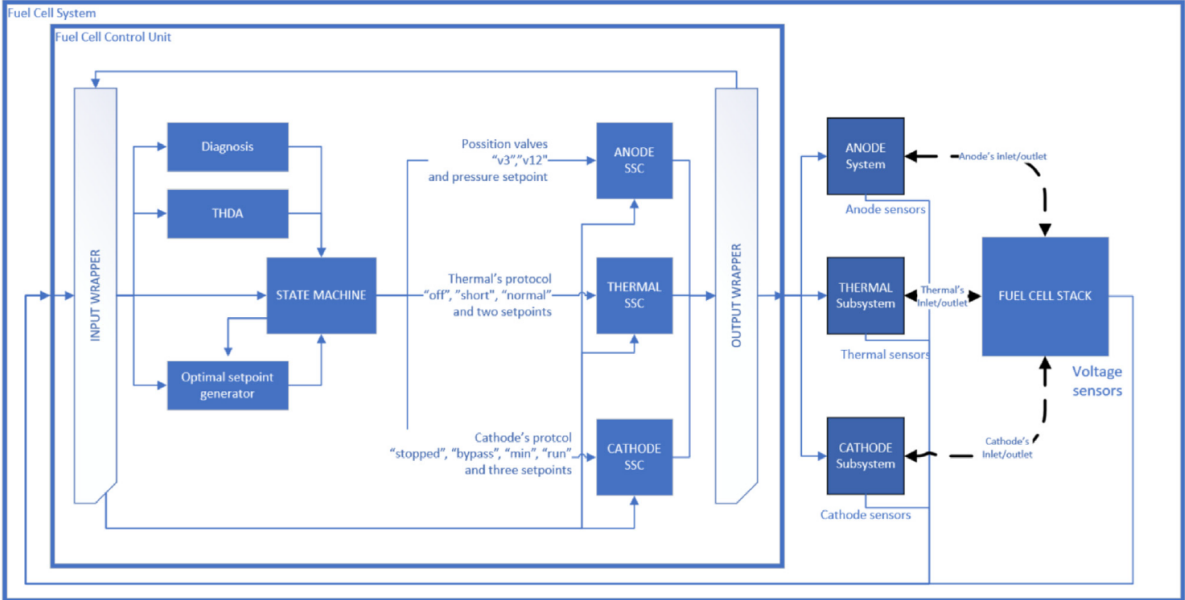 Fuel Cell System
Fuel Cell Control Unit
INPUT WRAPPER
Diagnosis
THDA
STATE MACHINE
Optimal setpoint
generator
Possition valves
“v3”,”v12"
and pressure setpoint
Thermal’s protocol
“off”, ”short”, “normal”
and two setpoints
Cathode’s protcol
“stopped”, “bypass”, “min”, “run”
and three setpoints
ANODE
SSC
THERMAL
SSC
CATHODE
SSC
OUTPUT WRAPPER
ANODE
System
Anode sensors
THERMAL
Subsystem
Thermal sensors
CATHODE
Subsystem
Cathode sensors
Anode’s inlet/outlet
Thermal’s
Inlet/outlet
Cathode’s
Inlet/outlet
FUEL CELL STACK
Voltage
sensors